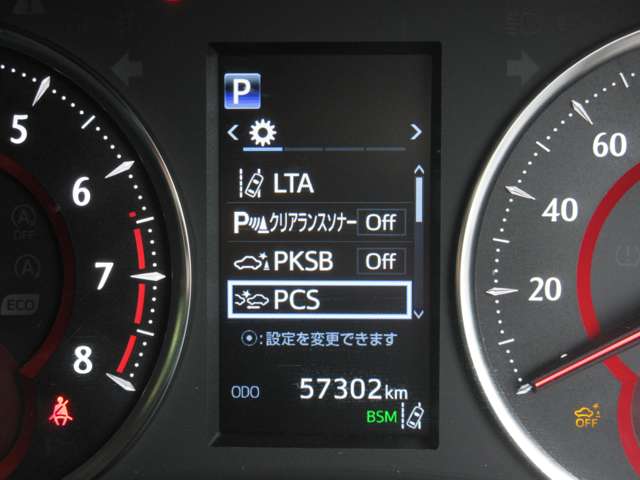 P
LTA
P クリアランスソナー Off
PKSB Off
PCS
⦿:設定を変更できます
ODO 57302km
BSM
5
6
7
8
OFF
A
ECO
60
40
20
OFF